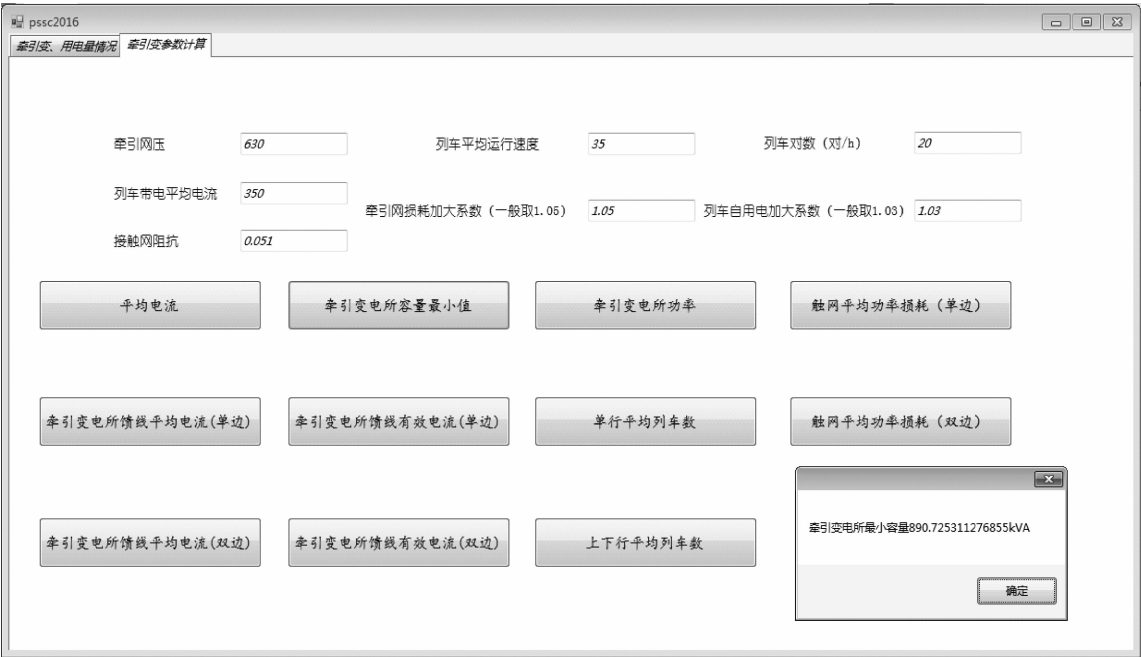 pssc2016
牵引变、用电量情况 牵引变参数计算
牵引网压 630 列车平均运行速度 35 列车对数（对/h） 20
列车带电平均电流 350
牵引网损耗加大系数（一般取1.05） 1.05 列车自用电加大系数（一般取1.03） 1.03
接触网阻抗 0.051
平均电流 牵引变电所容量最小值 牵引变电所功率 触网平均功率损耗（单边）
牵引变电所馈线平均电流(单边) 牵引变电所馈线有效电流(单边) 单行平均列车数 触网平均功率损耗（双边）
牵引变电所馈线平均电流(双边) 牵引变电所馈线有效电流(双边) 上下行平均列车数
牵引变电所最小容量890.725311276855kVA
确定